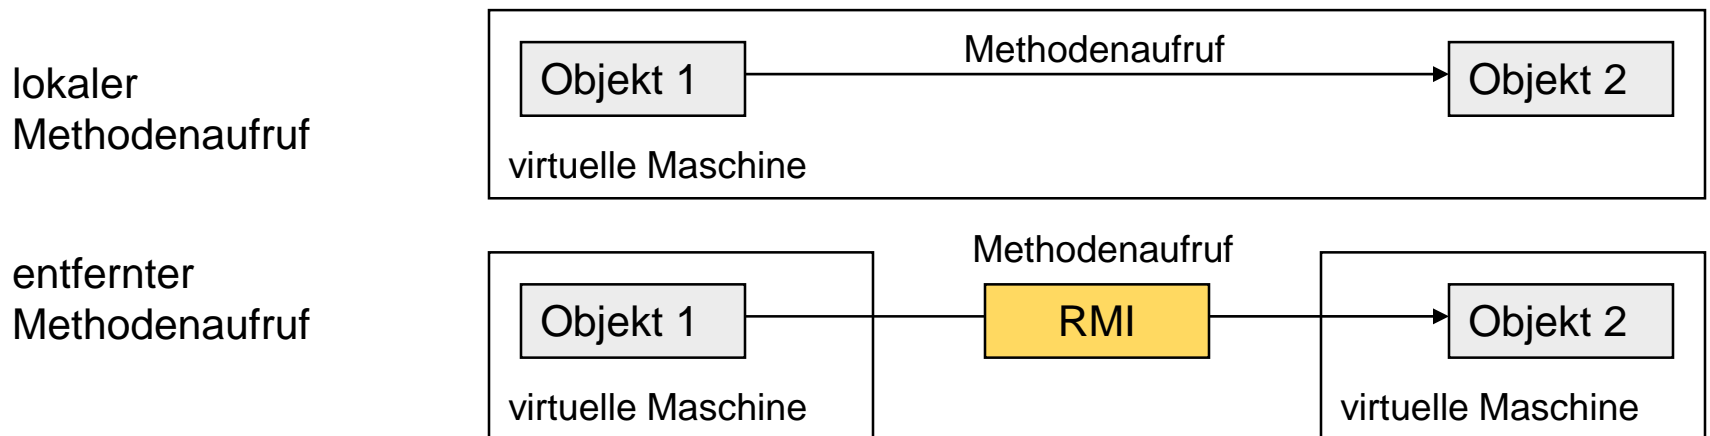 lokaler
Methodenaufruf
Objekt 1
Methodenaufruf
Objekt 2
virtuelle Maschine
entfernter
Methodenaufruf
Methodenaufruf
Objekt 1
RMI
Objekt 2
virtuelle Maschine
virtuelle Maschine